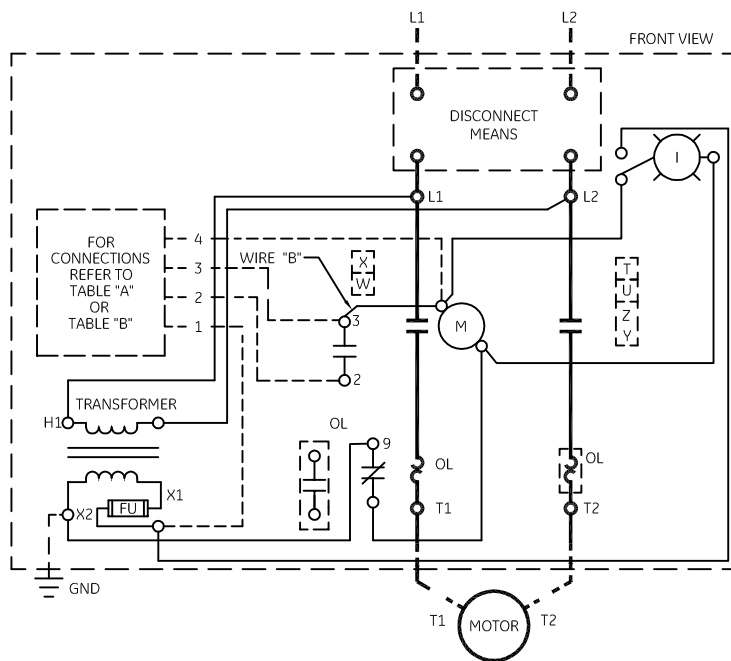 L1
L2
FRONT VIEW
DISCONNECT
MEANS
I
L1
L2
FOR
CONNECTIONS
REFER TO
TABLE "A"
OR
TABLE "B"
4
3
2
1
WIRE "B"
X
W
T
U
Z
Y
3
M
2
H1
TRANSFORMER
OL
9
OL
OL
X1
FU
X2
T1
T2
GND
T1
MOTOR
T2